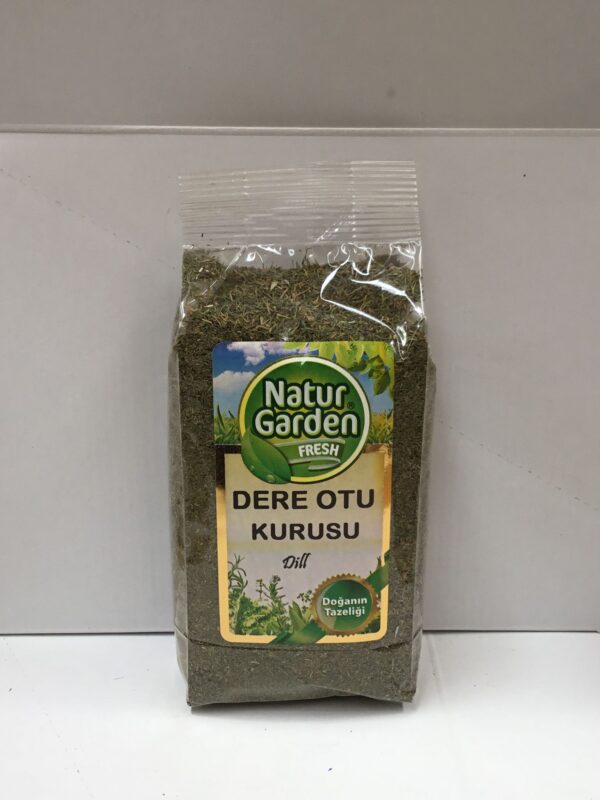 Natur
Garden®
FRESH
DERE OTU
KURUSU
Dill
Doğanın
Tazeliği